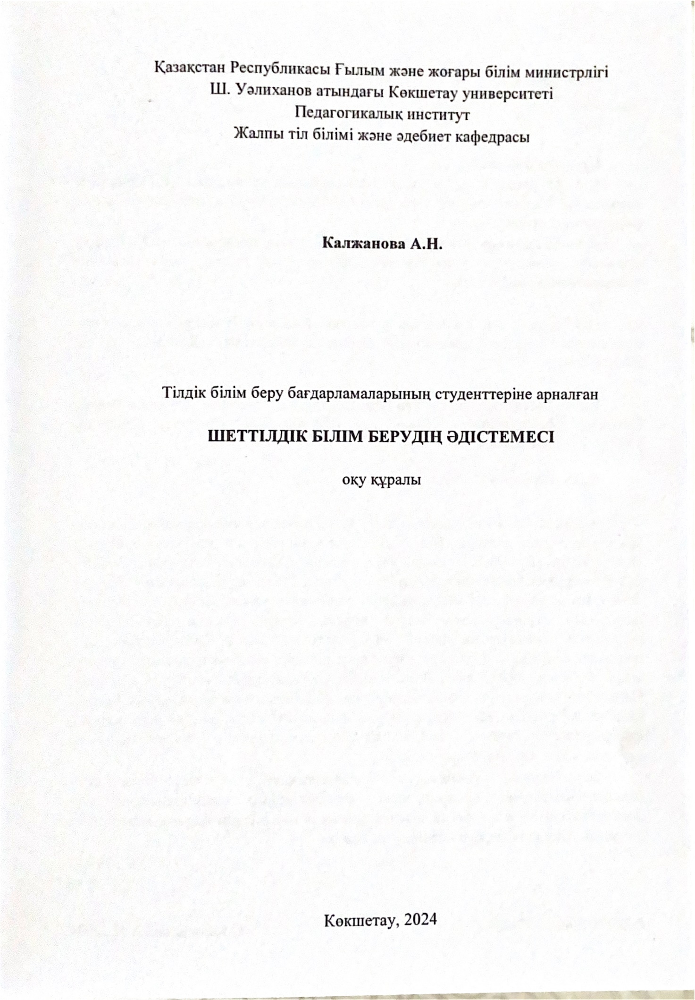 Қазақстан Республикасы Ғылым және жоғары білім министрлігі
Ш. Уәлиханов атындағы Көкшетау университеті
Педагогикалық институт
Жалпы тіл білімі және әдебиет кафедрасы
Калжанова А.Н.
Тілдік білім беру бағдарламаларының студенттеріне арналған
ШЕТТІЛДІК БІЛІМ БЕРУДІҢ ӘДІСТЕМЕСІ
оқу құралы
Көкшетау, 2024